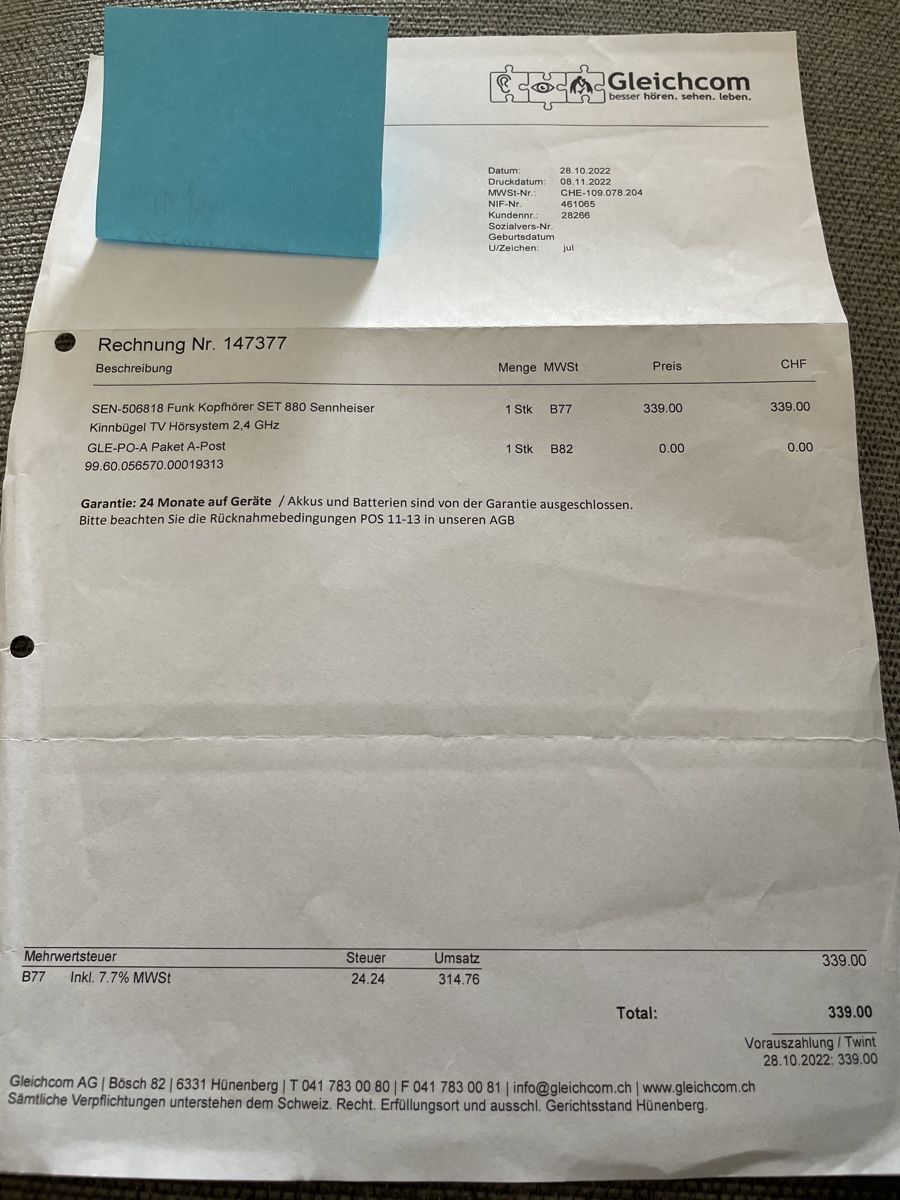 Gleichcom
besser hören. sehen. leben.
Datum: 28.10.2022
Druckdatum: 08.11.2022
MWSt-Nr.: CHE-109.078.204
NIF-Nr. 461065
Kundennr.: 28266
Sozialvers-Nr.
Geburtsdatum
U/Zeichen: jul
Rechnung Nr. 147377
Beschreibung Menge MWSt Preis CHF
SEN-506818 Funk Kopfhörer SET 880 Sennheiser 1 Stk B77 339.00 339.00
Kinnbügel TV Hörsystem 2,4 GHz
GLE-PO-A Paket A-Post 1 Stk B82 0.00 0.00
99.60.056570.00019313
Garantie: 24 Monate auf Geräte / Akkus und Batterien sind von der Garantie ausgeschlossen.
Bitte beachten Sie die Rücknahmebedingungen POS 11-13 in unseren AGB
Mehrwertsteuer Steuer Umsatz 339.00
B77 Inkl. 7.7% MWSt 24.24 314.76
Total: 339.00
Vorauszahlung / Twint
28.10.2022: 339.00
Gleichcom AG | Bösch 82 | 6331 Hünenberg | T 041 783 00 80 | F 041 783 00 81 | info@gleichcom.ch | www.gleichcom.ch
Sämtliche Verpflichtungen unterstehen dem Schweiz. Recht. Erfüllungsort und ausschl. Gerichtsstand Hünenberg.